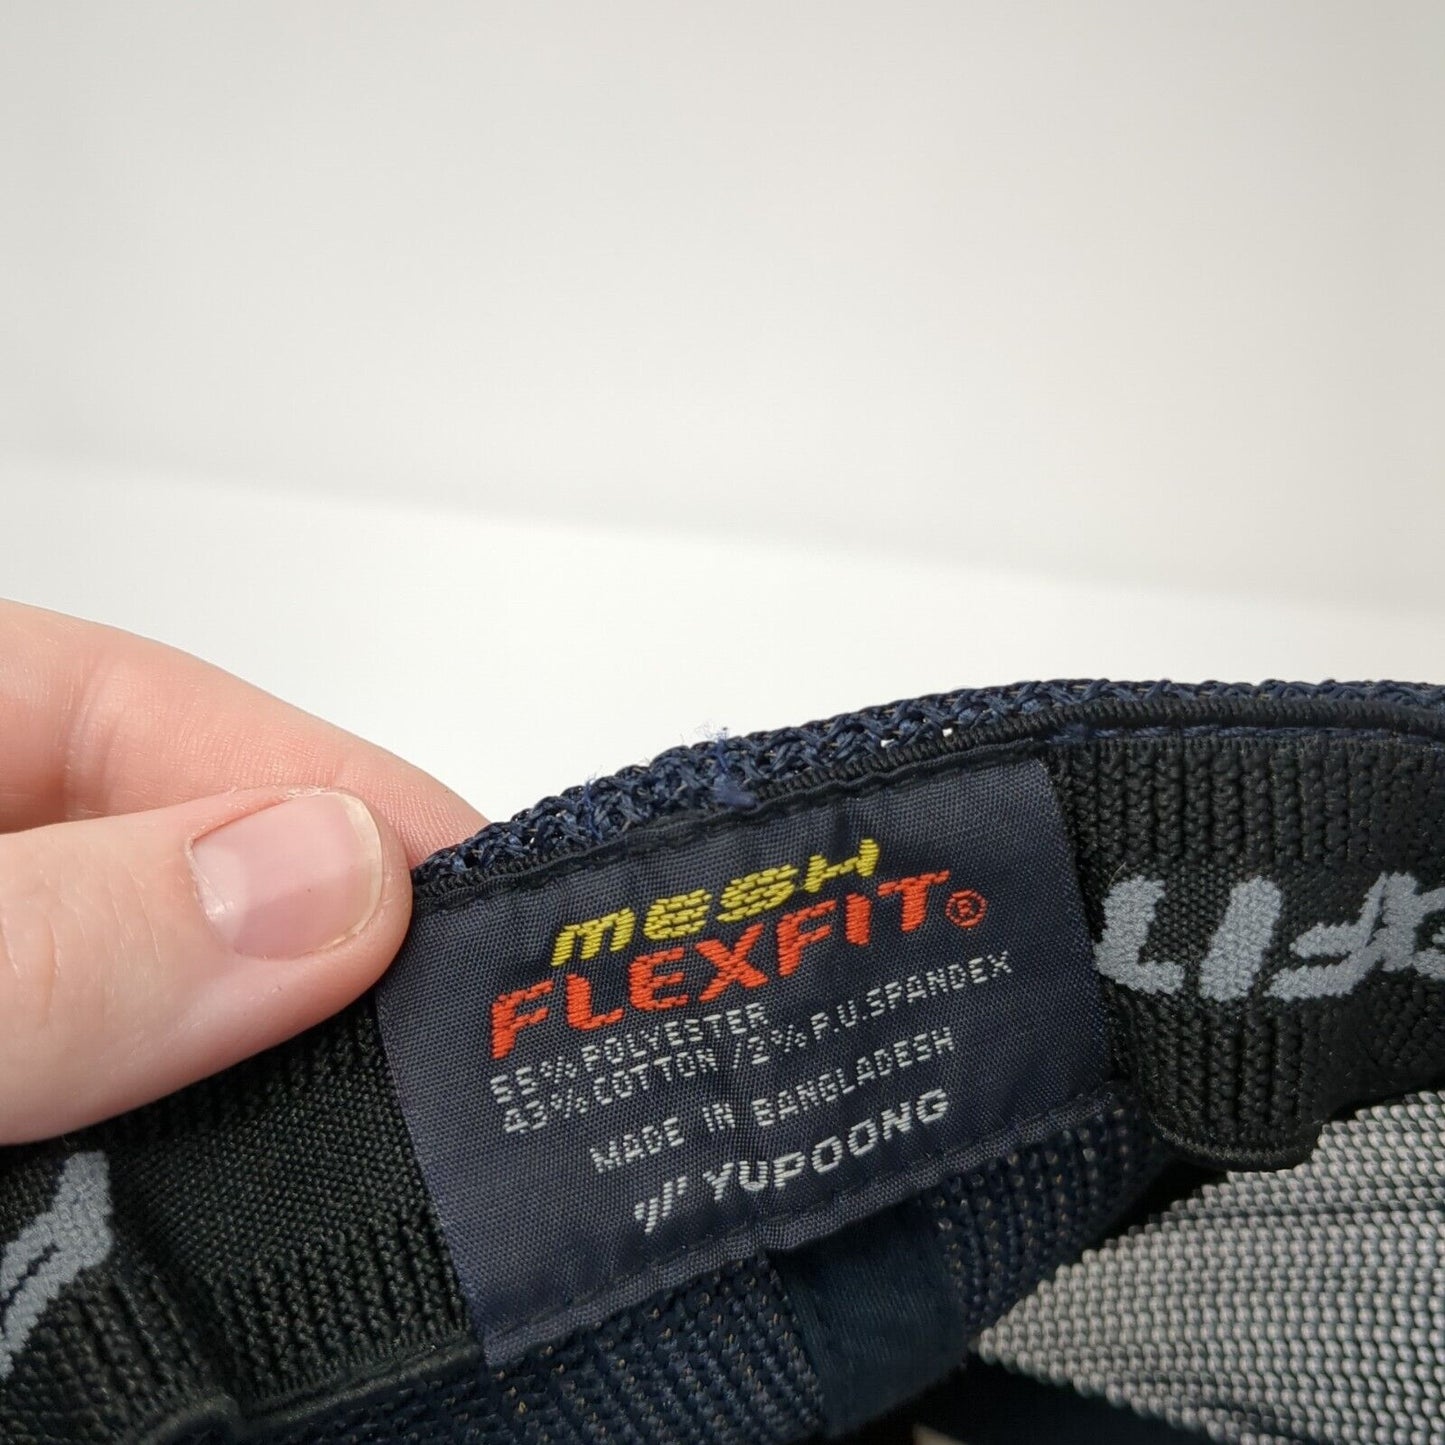 MESH
FLEXFIT®
55% POLYESTER
43% COTTON / 2% P.U.SPANDEX
MADE IN BANGLADESH
YUPOONG